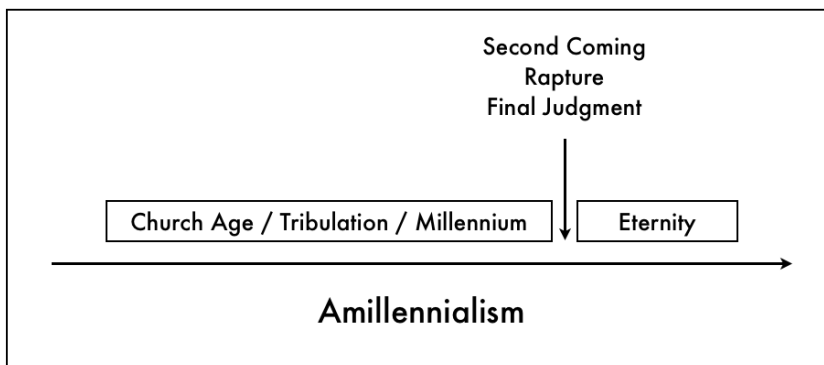 Second Coming
Rapture
Final Judgment
Church Age / Tribulation / Millennium
Eternity
Amillennialism